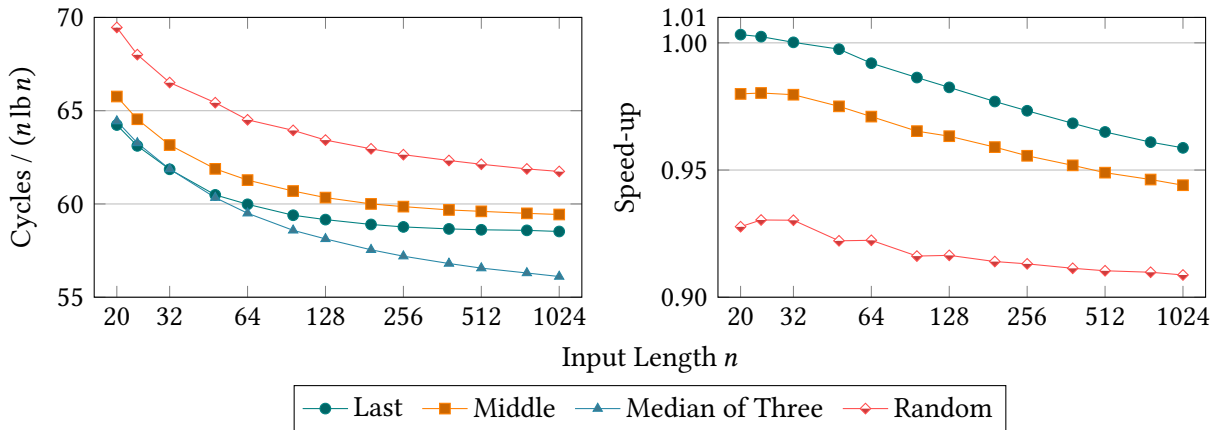 70
65
60
55
Cycles / (n lb n)
20 32 64 128 256 512 1024
1.01
1.00
0.95
0.90
Speed-up
20 32 64 128 256 512 1024
Input Length n
Last Middle Median of Three Random